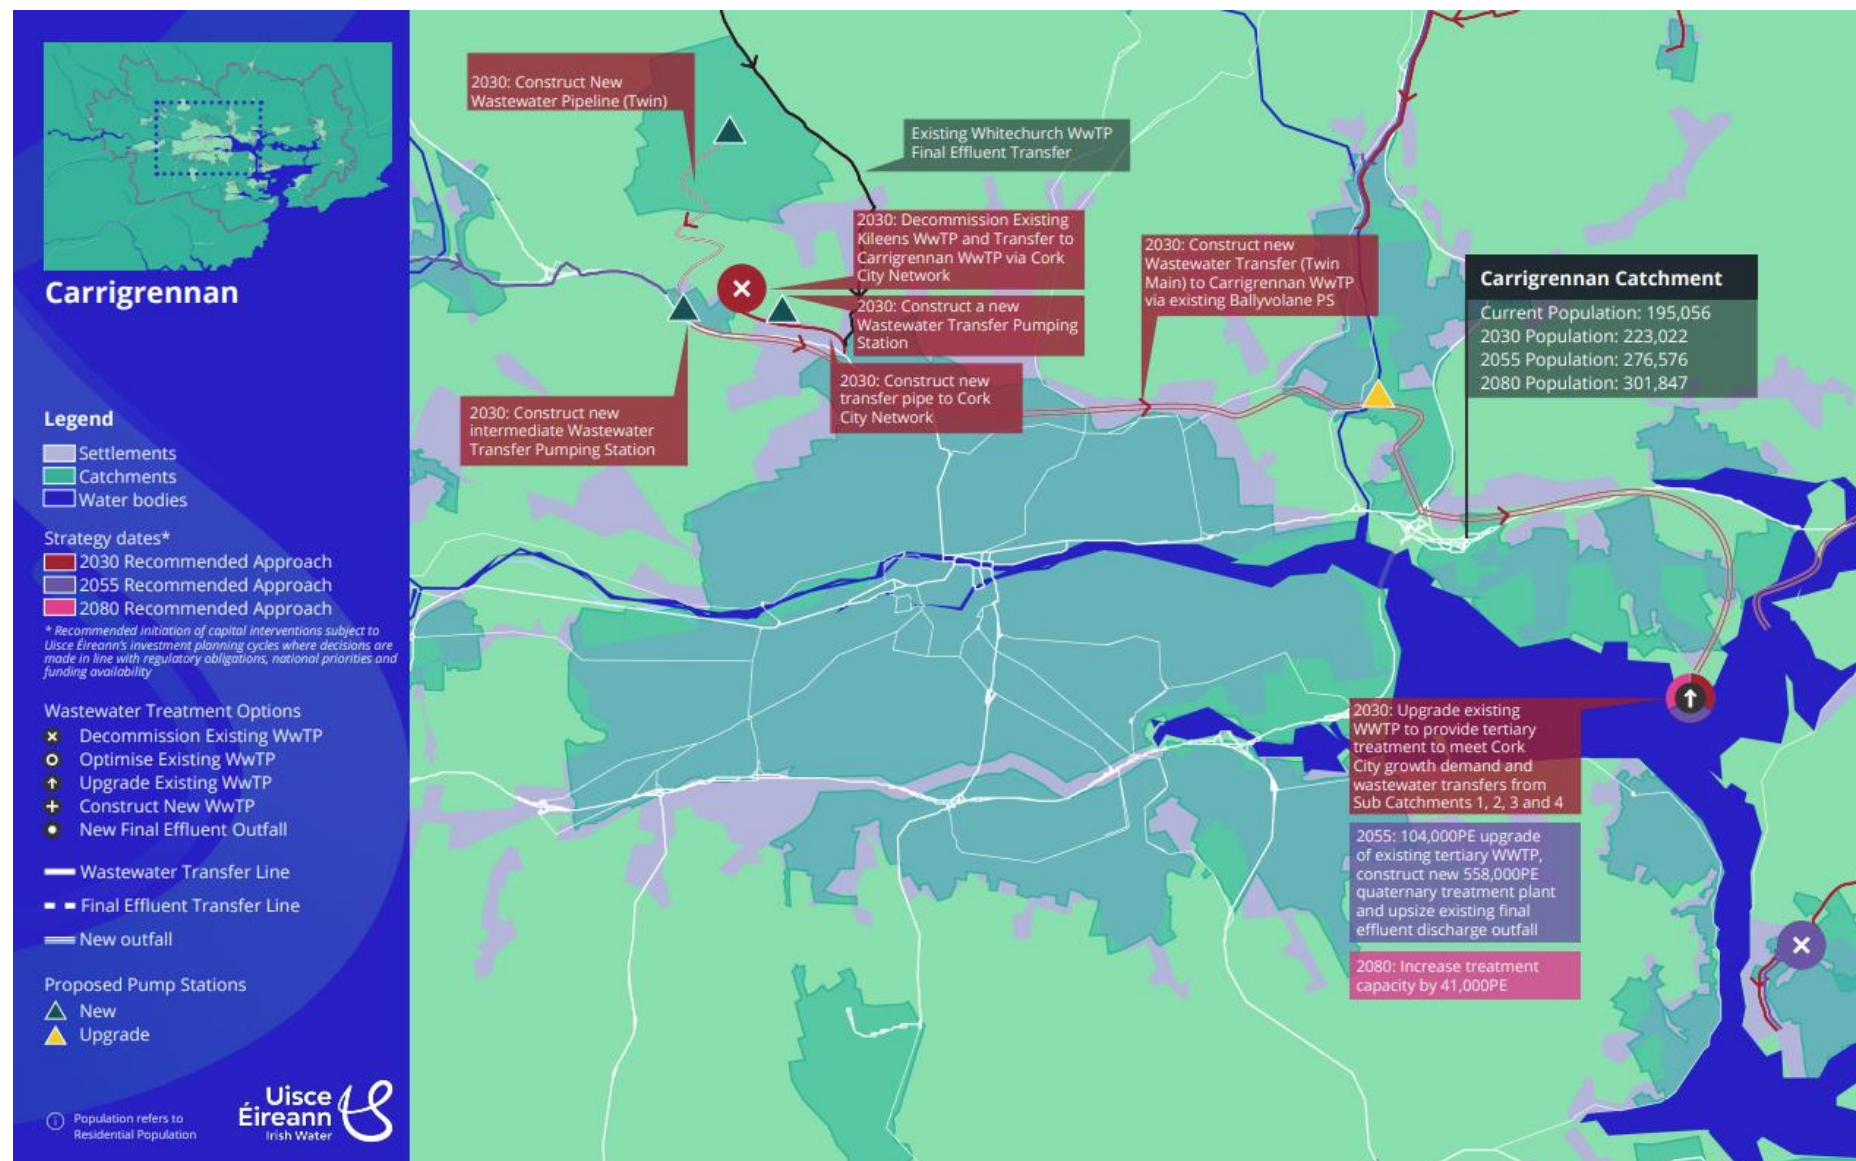 Carrigrennan
Legend
Settlements
Catchments
Water bodies
Strategy dates*
2030 Recommended Approach
2055 Recommended Approach
2080 Recommended Approach
* Recommended initiation of capital interventions subject to
Uisce Éireann's investment planning cycles where decisions are
made in line with regulatory obligations, national priorities and
funding availability
Wastewater Treatment Options
Decommission Existing WwTP
Optimise Existing WwTP
Upgrade Existing WwTP
Construct New WwTP
New Final Effluent Outfall
Wastewater Transfer Line
Final Effluent Transfer Line
New outfall
Proposed Pump Stations
New
Upgrade
Population refers to
Residential Population
Uisce
Éireann
Irish Water
2030: Construct New
Wastewater Pipeline (Twin)
Existing Whitechurch WwTP
Final Effluent Transfer
2030: Decommission Existing
Kileens WwTP and Transfer to
Carrigrennan WwTP via Cork
City Network
2030: Construct a new
Wastewater Transfer Pumping
Station
2030: Construct new
transfer pipe to Cork
City Network
2030: Construct new
intermediate Wastewater
Transfer Pumping Station
2030: Construct new
Wastewater Transfer (Twin
Main) to Carrigrennan WwTP
via existing Ballyvolane PS
Carrigrennan Catchment
Current Population: 195,056
2030 Population: 223,022
2055 Population: 276,576
2080 Population: 301,847
2030: Upgrade existing
WWTP to provide tertiary
treatment to meet Cork
City growth demand and
wastewater transfers from
Sub Catchments 1, 2, 3 and 4
2055: 104,000PE upgrade
of existing tertiary WWTP,
construct new 558,000PE
quaternary treatment plant
and upsize existing final
effluent discharge outfall
2080: Increase treatment
capacity by 41,000PE